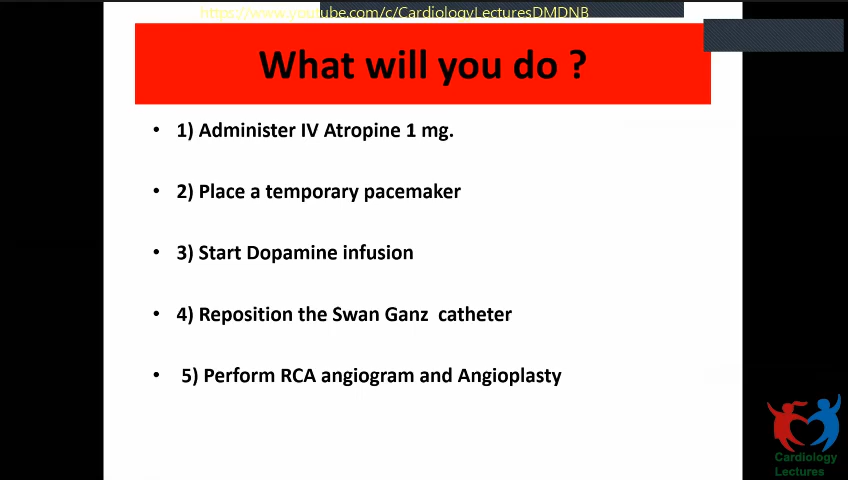 https://www.youtube.com/c/CardiologyLecturesDMDNB
What will you do ?
• 1) Administer IV Atropine 1 mg.
• 2) Place a temporary pacemaker
• 3) Start Dopamine infusion
• 4) Reposition the Swan Ganz catheter
• 5) Perform RCA angiogram and Angioplasty
Cardiology
Lectures